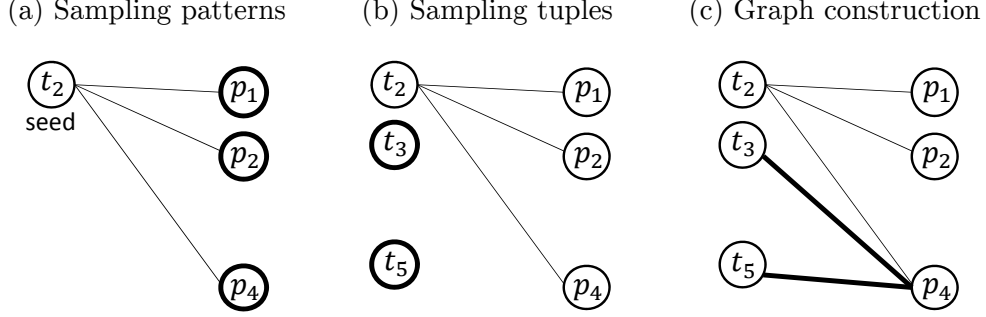 (a) Sampling patterns (b) Sampling tuples (c) Graph construction
t₂ p₁ t₂ p₁ t₂ p₁
seed
p₂ t₃ p₂ t₃ p₂
t₅ t₅
p₄ p₄ p₄